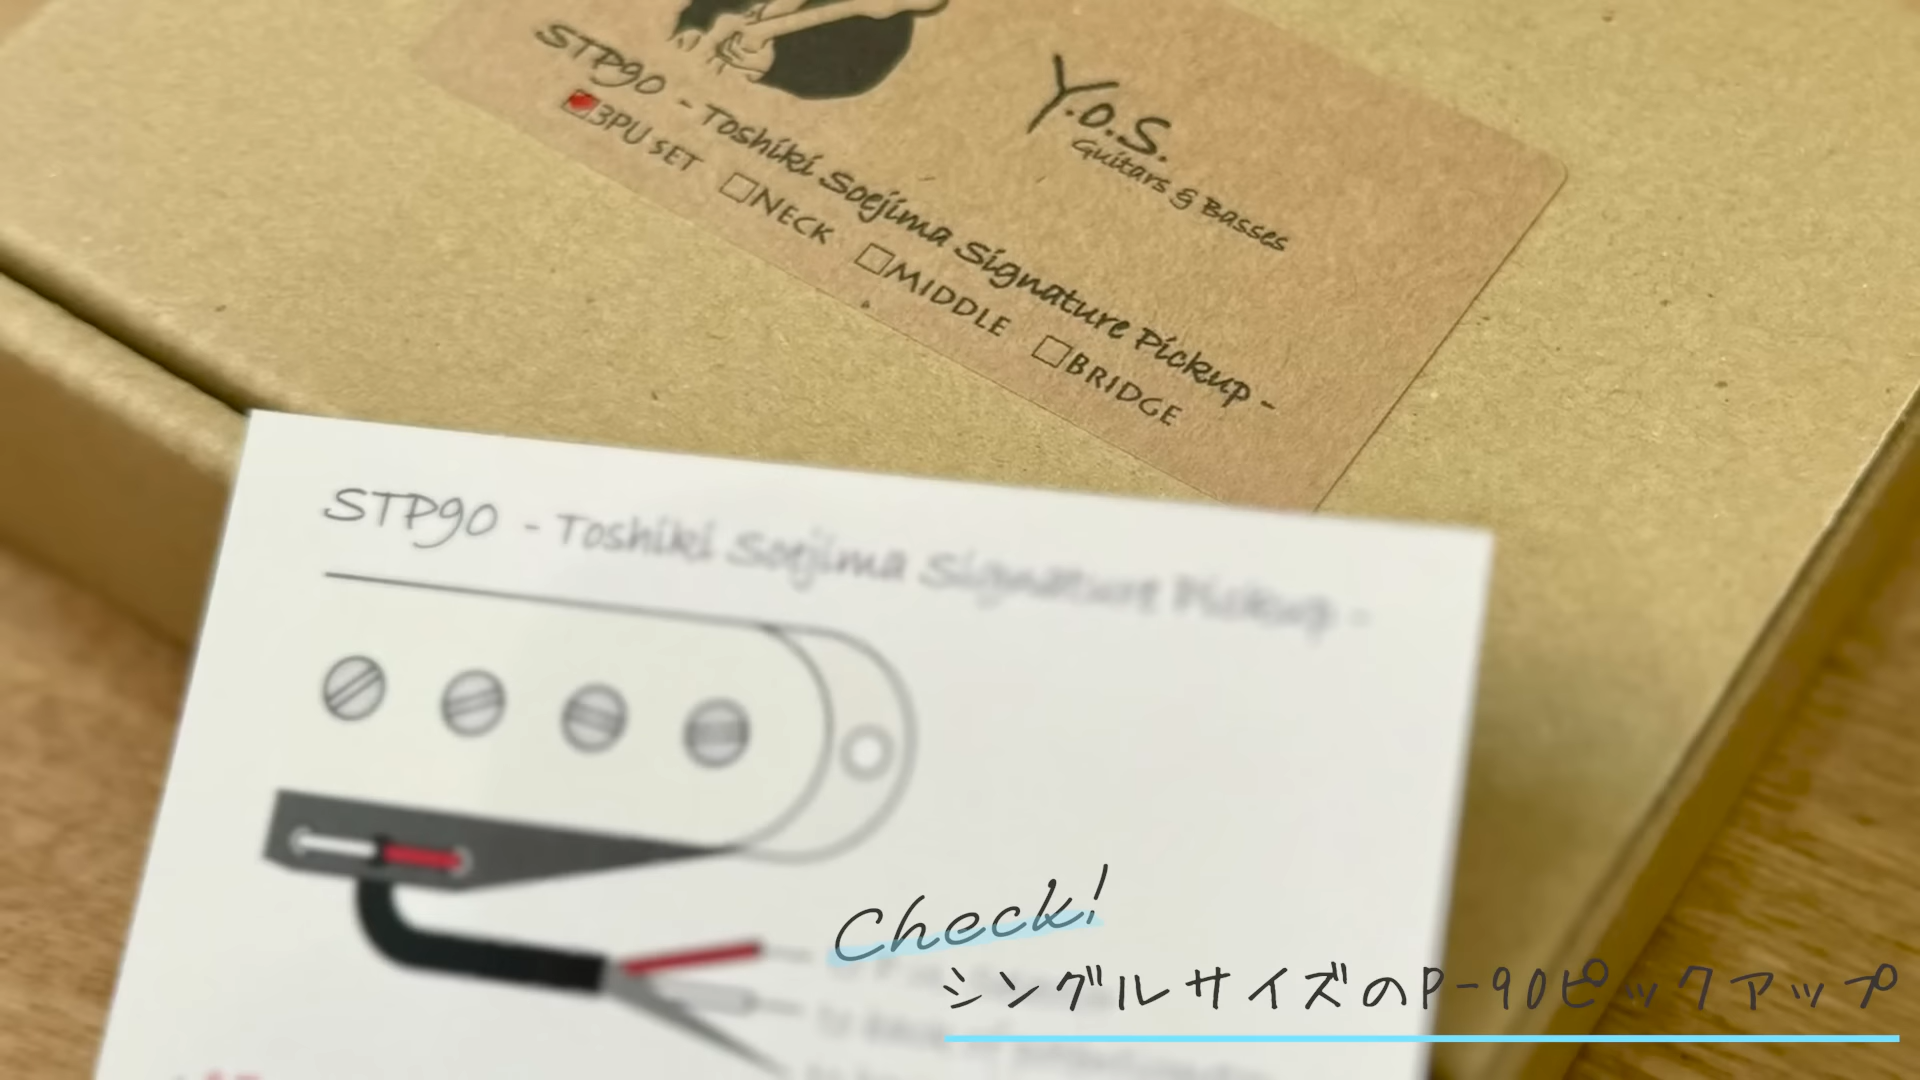 Y.O.S.
Guitars & Basses
STP90 - Toshiki Soejima Signature Pickup -
3PU SET □NECK □MIDDLE □BRIDGE
STP90 - Toshiki Soejima Signature Pickup -
Check!
シングルサイズのP-90ピックアップ